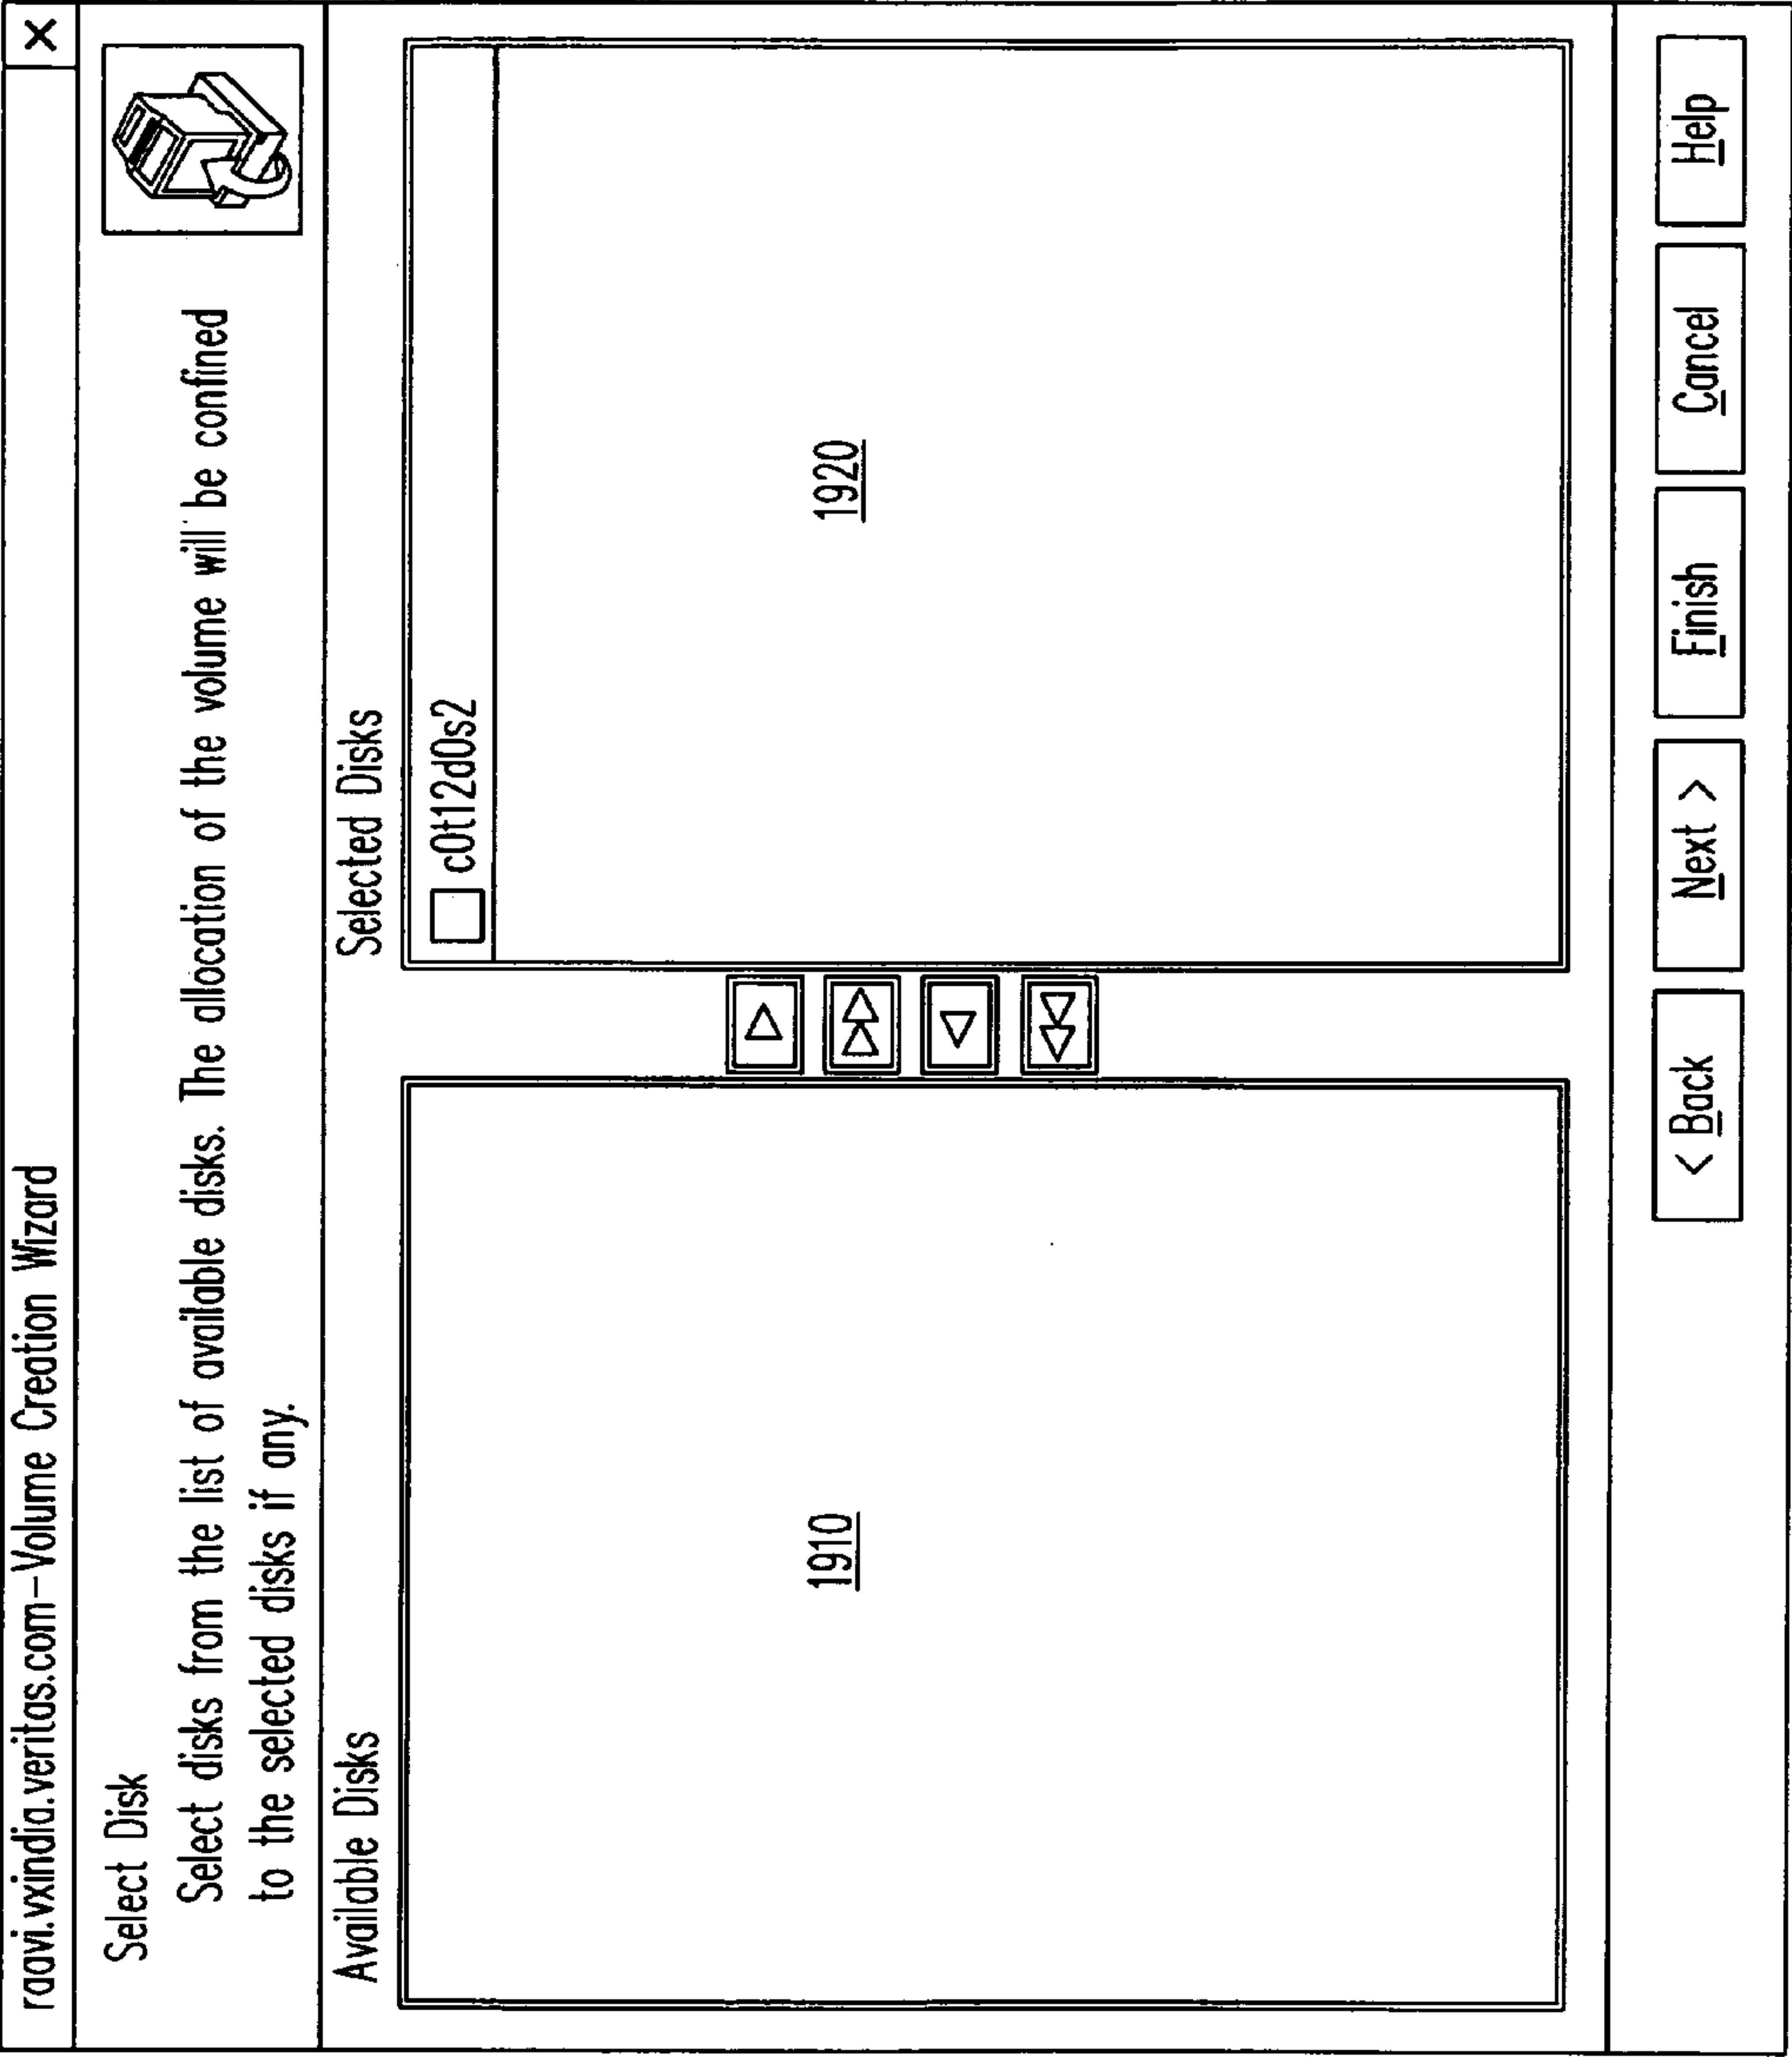 raavi.vxindia.veritas.com-Volume Creation Wizard X
Select Disk
Select disks from the list of available disks. The allocation of the volume will be confined
to the selected disks if any.
Available Disks
Selected Disks
c0t12d0s2
1910
1920
< Back
Next >
Finish
Cancel
Help